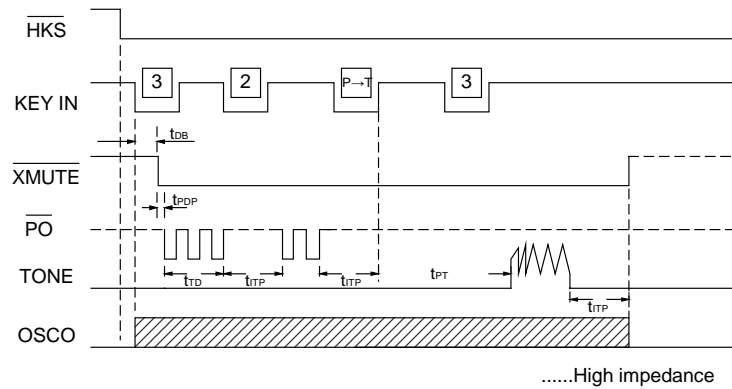 HKS
3 2 P→T 3
KEY IN
tDB
XMUTE
tPDP
PO
TONE
tTD tITP tITP tPT
tITP
OSCO
......High impedance